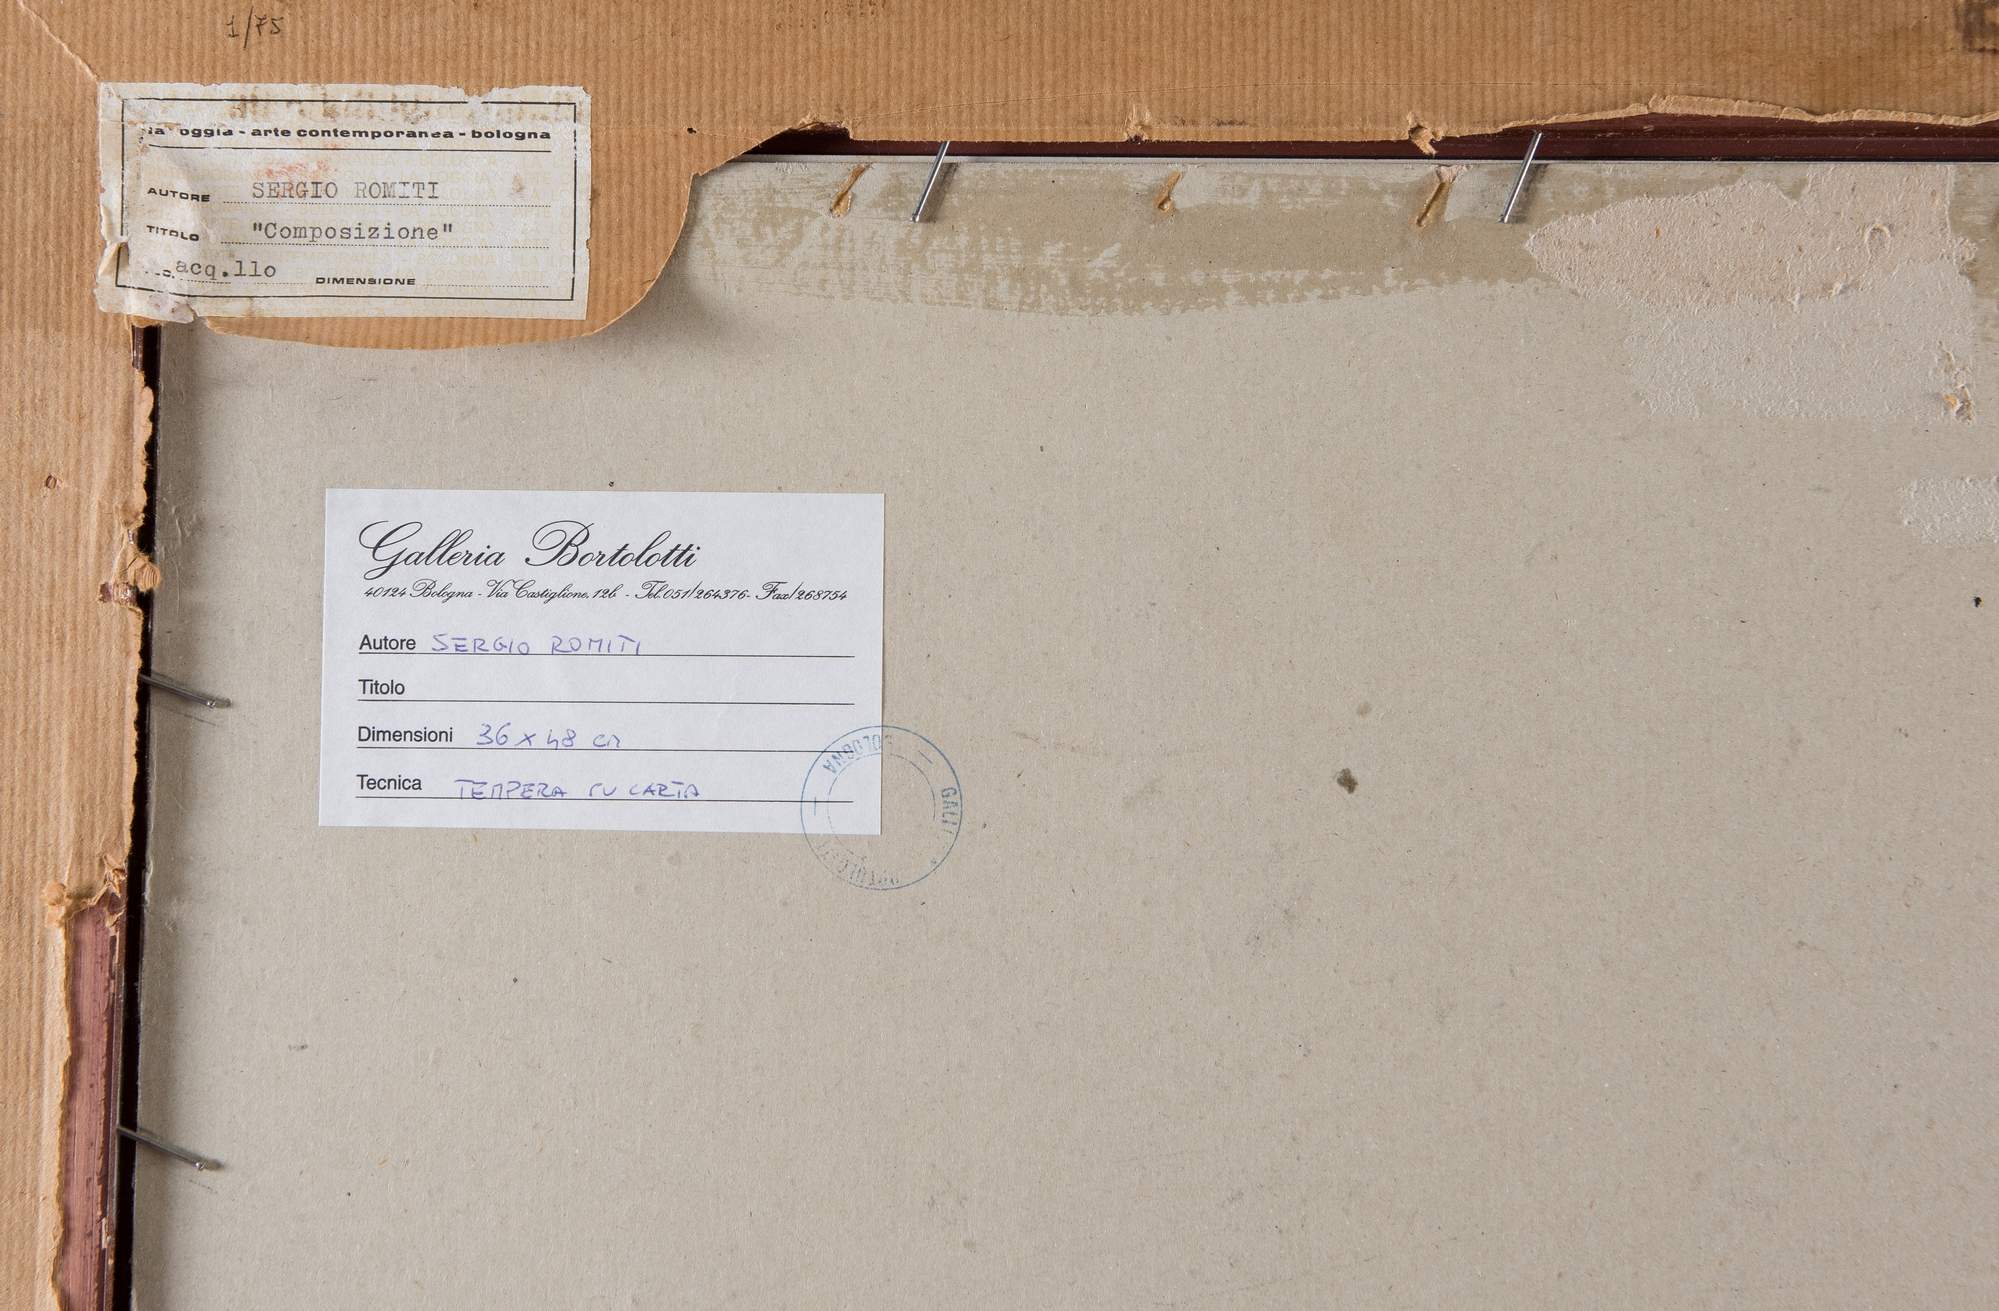 1/75
la loggia - arte contemporanea - bologna
AUTORE SERGIO ROMITI
TITOLO "Composizione"
acq.llo DIMENSIONE
Galleria Bortolotti
40124 Bologna - Via Castiglione, 12b - Tel. 051/264376 - Fax/268754
Autore SERGIO ROMITI
Titolo
Dimensioni 36 x 48 cm
Tecnica TEMPERA SU CARTA
BOLOGNA